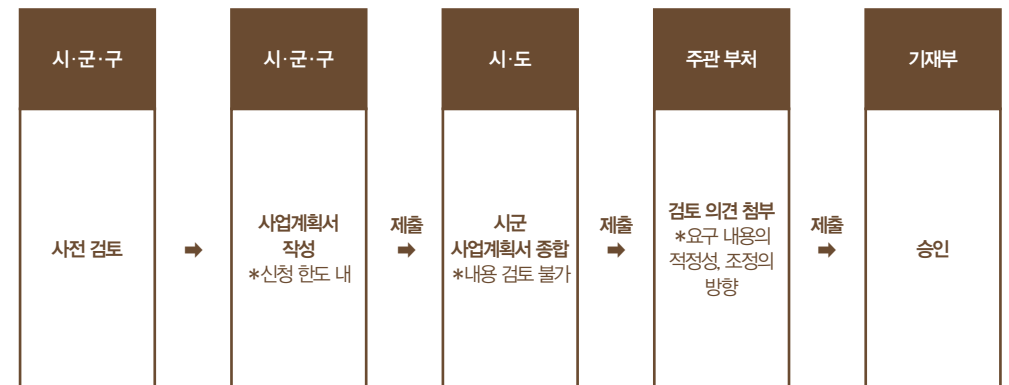 시·군·구
시·군·구
시·도
주관 부처
기재부
사전 검토
➡
사업계획서
작성
*신청 한도 내
제출
➡
시군
사업계획서 종합
*내용 검토 불가
제출
➡
검토 의견 첨부
*요구 내용의
적정성, 조정의
방향
제출
➡
승인